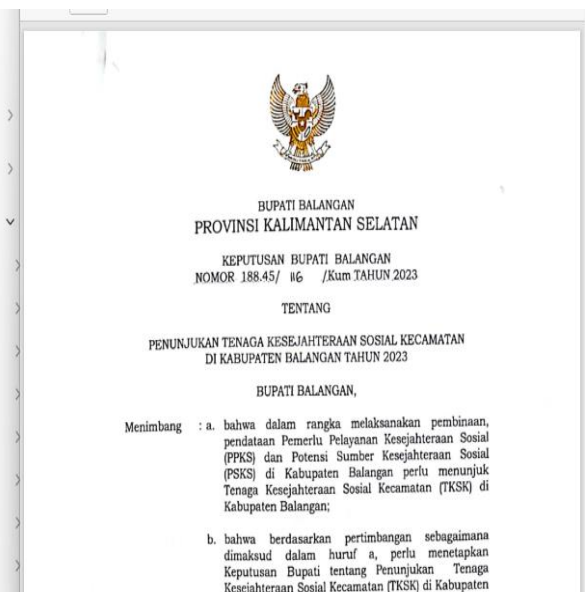 BUPATI BALANGAN
PROVINSI KALIMANTAN SELATAN
KEPUTUSAN BUPATI BALANGAN
NOMOR 188.45/ 116 /Kum TAHUN 2023
TENTANG
PENUNJUKAN TENAGA KESEJAHTERAAN SOSIAL KECAMATAN
DI KABUPATEN BALANGAN TAHUN 2023
BUPATI BALANGAN,
Menimbang : a. bahwa dalam rangka melaksanakan pembinaan,
pendataan Pemerlu Pelayanan Kesejahteraan Sosial
(PPKS) dan Potensi Sumber Kesejahteraan Sosial
(PSKS) di Kabupaten Balangan perlu menunjuk
Tenaga Kesejahteraan Sosial Kecamatan (TKSK) di
Kabupaten Balangan;
b. bahwa berdasarkan pertimbangan sebagaimana
dimaksud dalam huruf a, perlu menetapkan
Keputusan Bupati tentang Penunjukan Tenaga
Kesejahteraan Sosial Kecamatan (TKSK) di Kabupaten